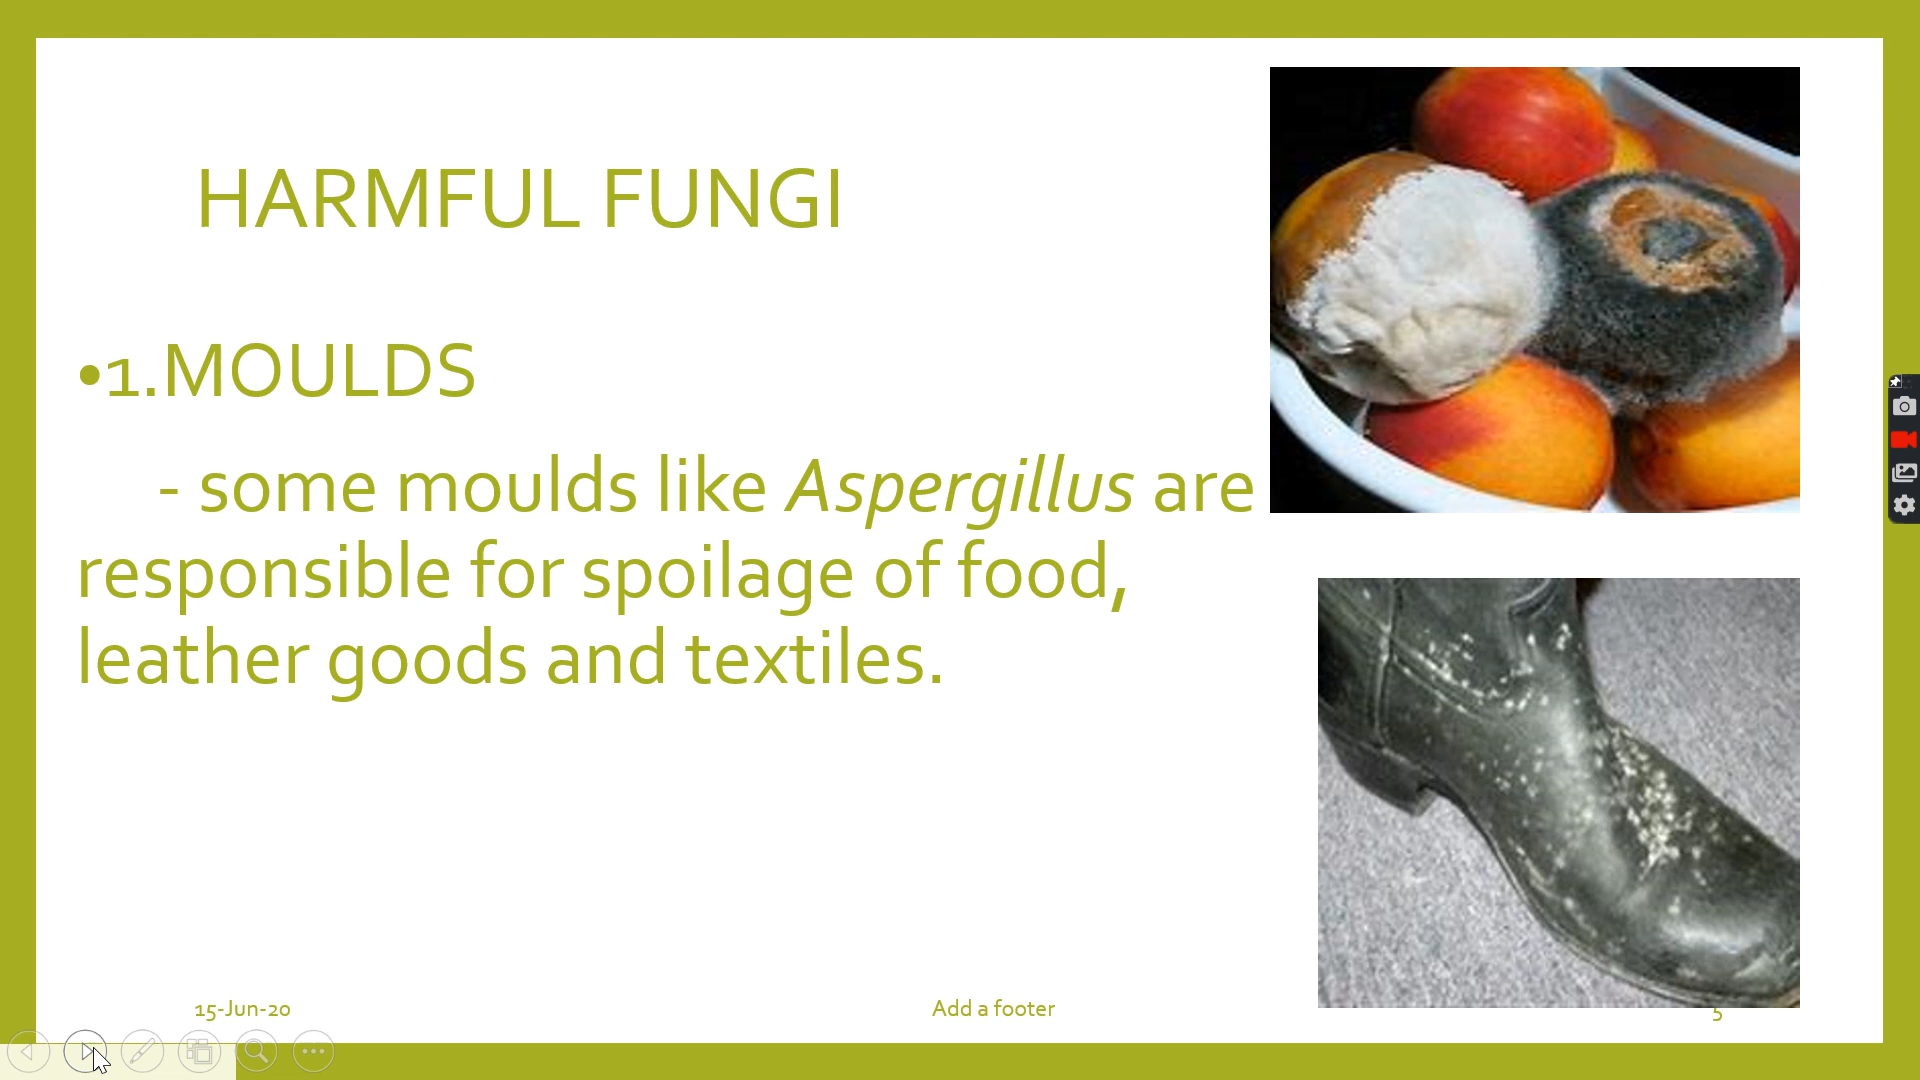 HARMFUL FUNGI
•1.MOULDS
- some moulds like Aspergillus are
responsible for spoilage of food,
leather goods and textiles.
15-Jun-20
Add a footer
5